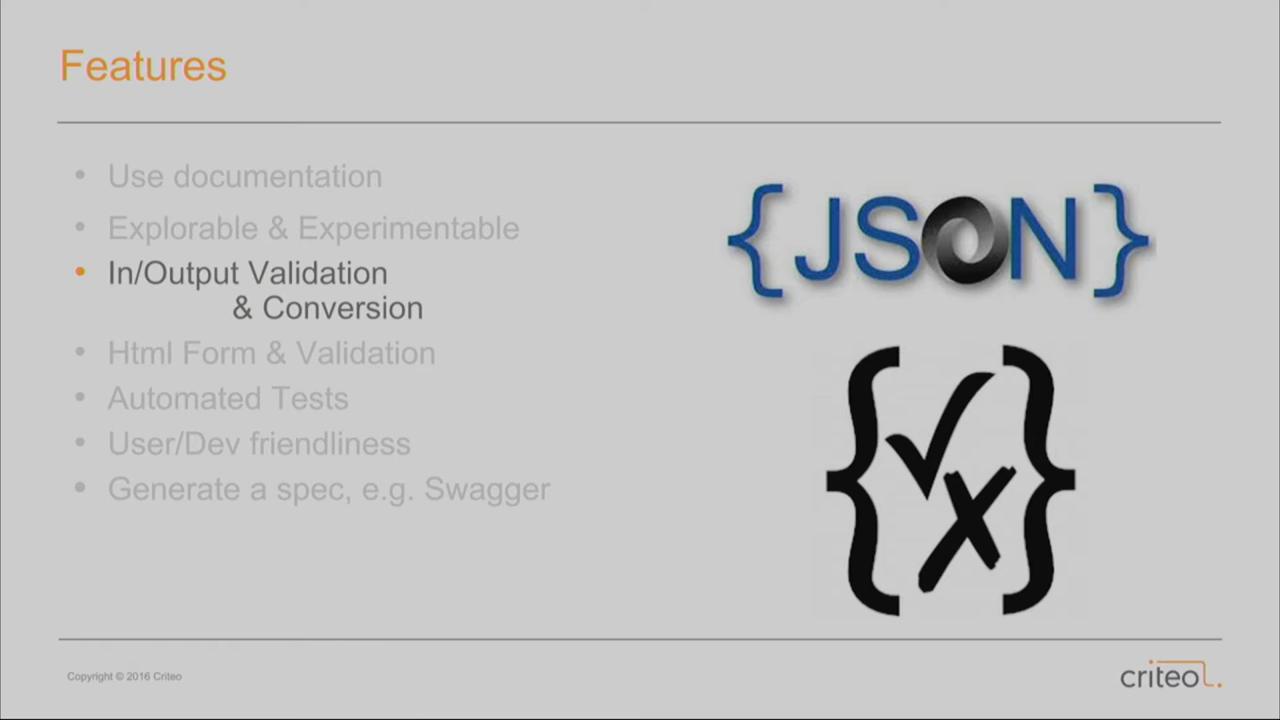 Features
• Use documentation
• Explorable & Experimentable
• In/Output Validation
& Conversion
• Html Form & Validation
• Automated Tests
• User/Dev friendliness
• Generate a spec, e.g. Swagger
{JSON}
Copyright © 2016 Criteo
criteo